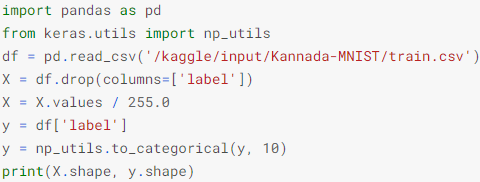 import pandas as pd
from keras.utils import np_utils
df = pd.read_csv('/kaggle/input/Kannada-MNIST/train.csv')
X = df.drop(columns=['label'])
X = X.values / 255.0
y = df['label']
y = np_utils.to_categorical(y, 10)
print(X.shape, y.shape)